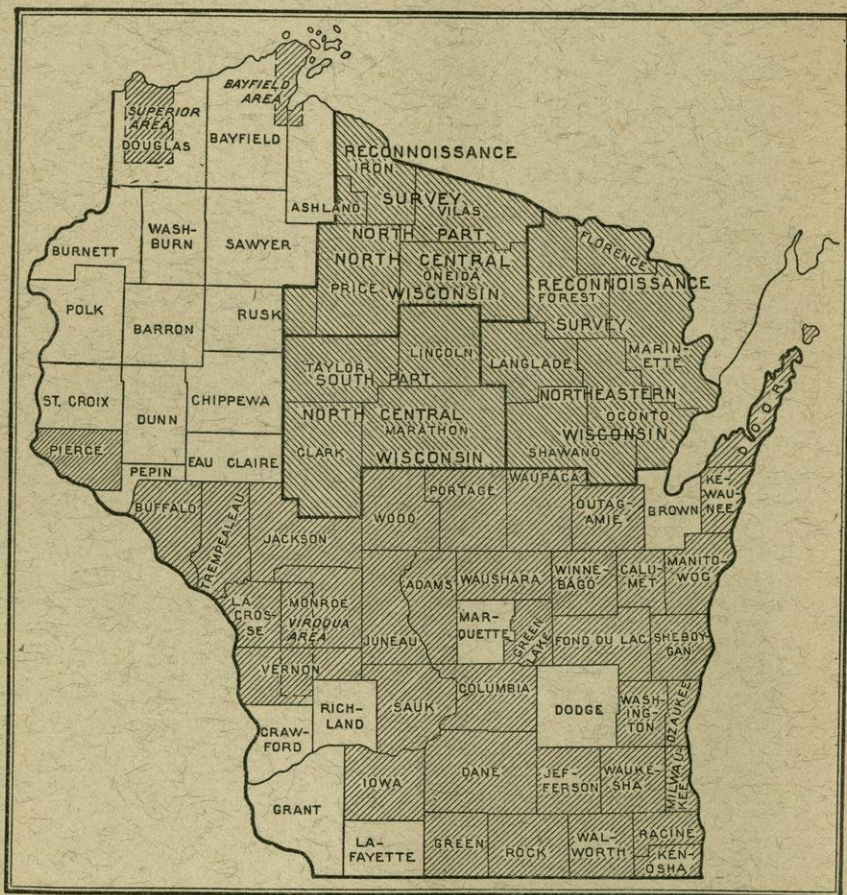 BAYFIELD
AREA
SUPERIOR
AREA
DOUGLAS
BAYFIELD
RECONNOISSANCE
IRON
ASHLAND
SURVEY
VILAS
NORTH PART
FLORENCE
BURNETT
WASH-
BURN
SAWYER
NORTH CENTRAL
ONEIDA
PRICE
WISCONSIN
RECONNOISSANCE
FOREST
SURVEY
POLK
BARRON
RUSK
LINCOLN
LANGLADE
MARIN-
ETTE
TAYLOR
SOUTH PART
NORTHEASTERN
ST. CROIX
DUNN
CHIPPEWA
NORTH CENTRAL
MARATHON
OCONTO
WISCONSIN
CLARK
WISCONSIN
SHAWANO
DOOR
PIERCE
PEPIN
EAU CLAIRE
BUFFALO
TREMPEALEAU
JACKSON
WOOD
PORTAGE
WAUPACA
OUTAG-
AMIE
BROWN
KE-
WAU-
NEE
LA
CROS-
SE
MONROE
VIROQUA
AREA
JUNEAU
ADAMS
WAUSHARA
WINNE-
BAGO
CALU-
MET
MANITO-
WOC
MAR-
QUETTE
GREEN
LAKE
FOND DU LAC
SHEBOY-
GAN
VERNON
RICH-
LAND
SAUK
COLUMBIA
DODGE
WASH-
ING-
TON
OZAUKEE
CRAW-
FORD
IOWA
DANE
JEF-
FERSON
WAUKE-
SHA
MILWAU-
KEE
GRANT
LA-
FAYETTE
GREEN
ROCK
WAL-
WORTH
RACINE
KEN-
OSHA